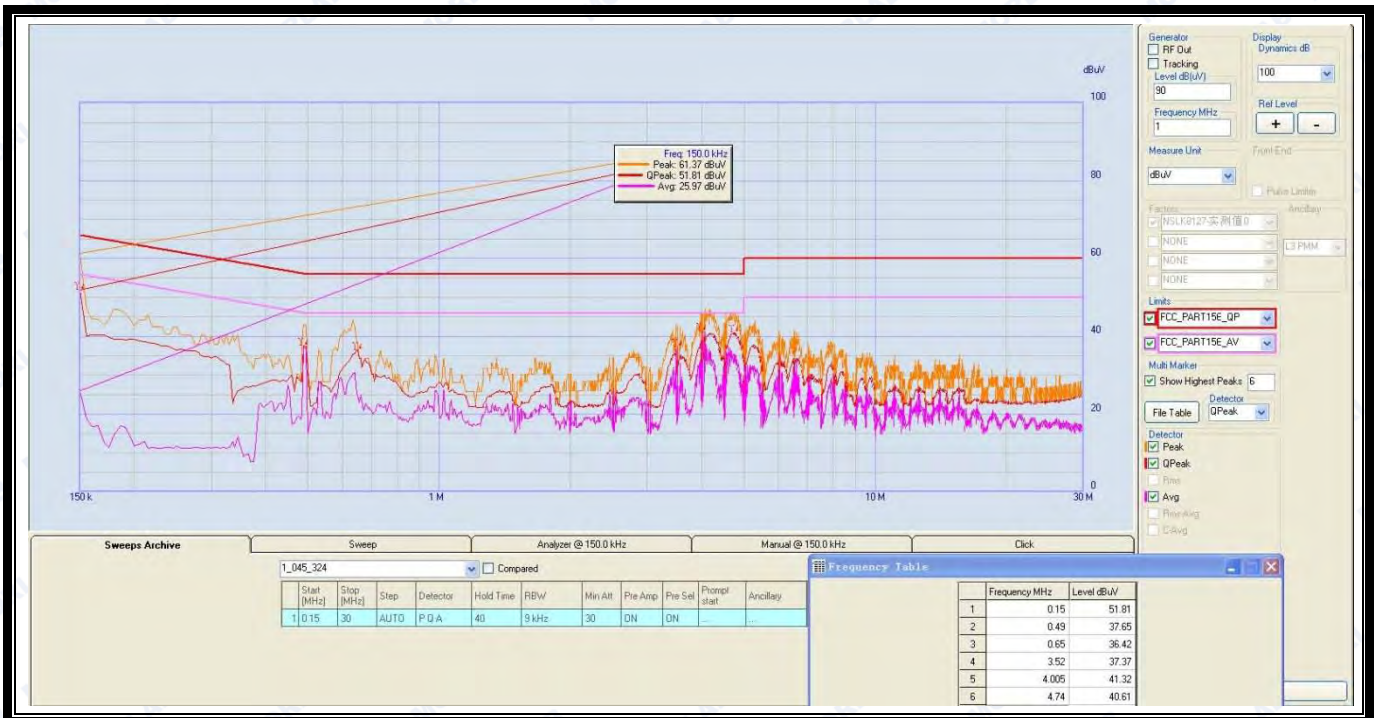 dBuV
100
80
60
40
20
0
150 k
1 M
10 M
30 M
Freq: 150.0 kHz
Peak: 61.37 dBuV
QPeak: 51.81 dBuV
Avg: 25.97 dBuV
Generator
RF Out
Tracking
Level dB(uV)
90
Frequency MHz
1
Display
Dynamics dB
100
Ref Level
+ -
Measure Unit
dBuV
Front End
Pulse Limiter
Factors
NSLK8127-实测值0
NONE
NONE
NONE
Ancillary
L3 PMM
Limits
FCC_PART15E_QP
FCC_PART15E_AV
Multi Marker
Show Highest Peaks 6
File Table
Detector
QPeak
Detector
Peak
QPeak
Rms
Avg
Rms-Avg
C-Avg
Sweeps Archive Sweep Analyzer @ 150.0 kHz Manual @ 150.0 kHz Click
1_045_324 Compared
Start [MHz] Stop [MHz] Step Detector Hold Time RBW Min Att Pre Amp Pre Sel Prompt start Ancillary
1 0.15 30 AUTO P Q A 40 9 kHz 30 ON ON ... ...
Frequency Table
Frequency MHz Level dBuV
1 0.15 51.81
2 0.49 37.65
3 0.65 36.42
4 3.52 37.37
5 4.005 41.32
6 4.74 40.61